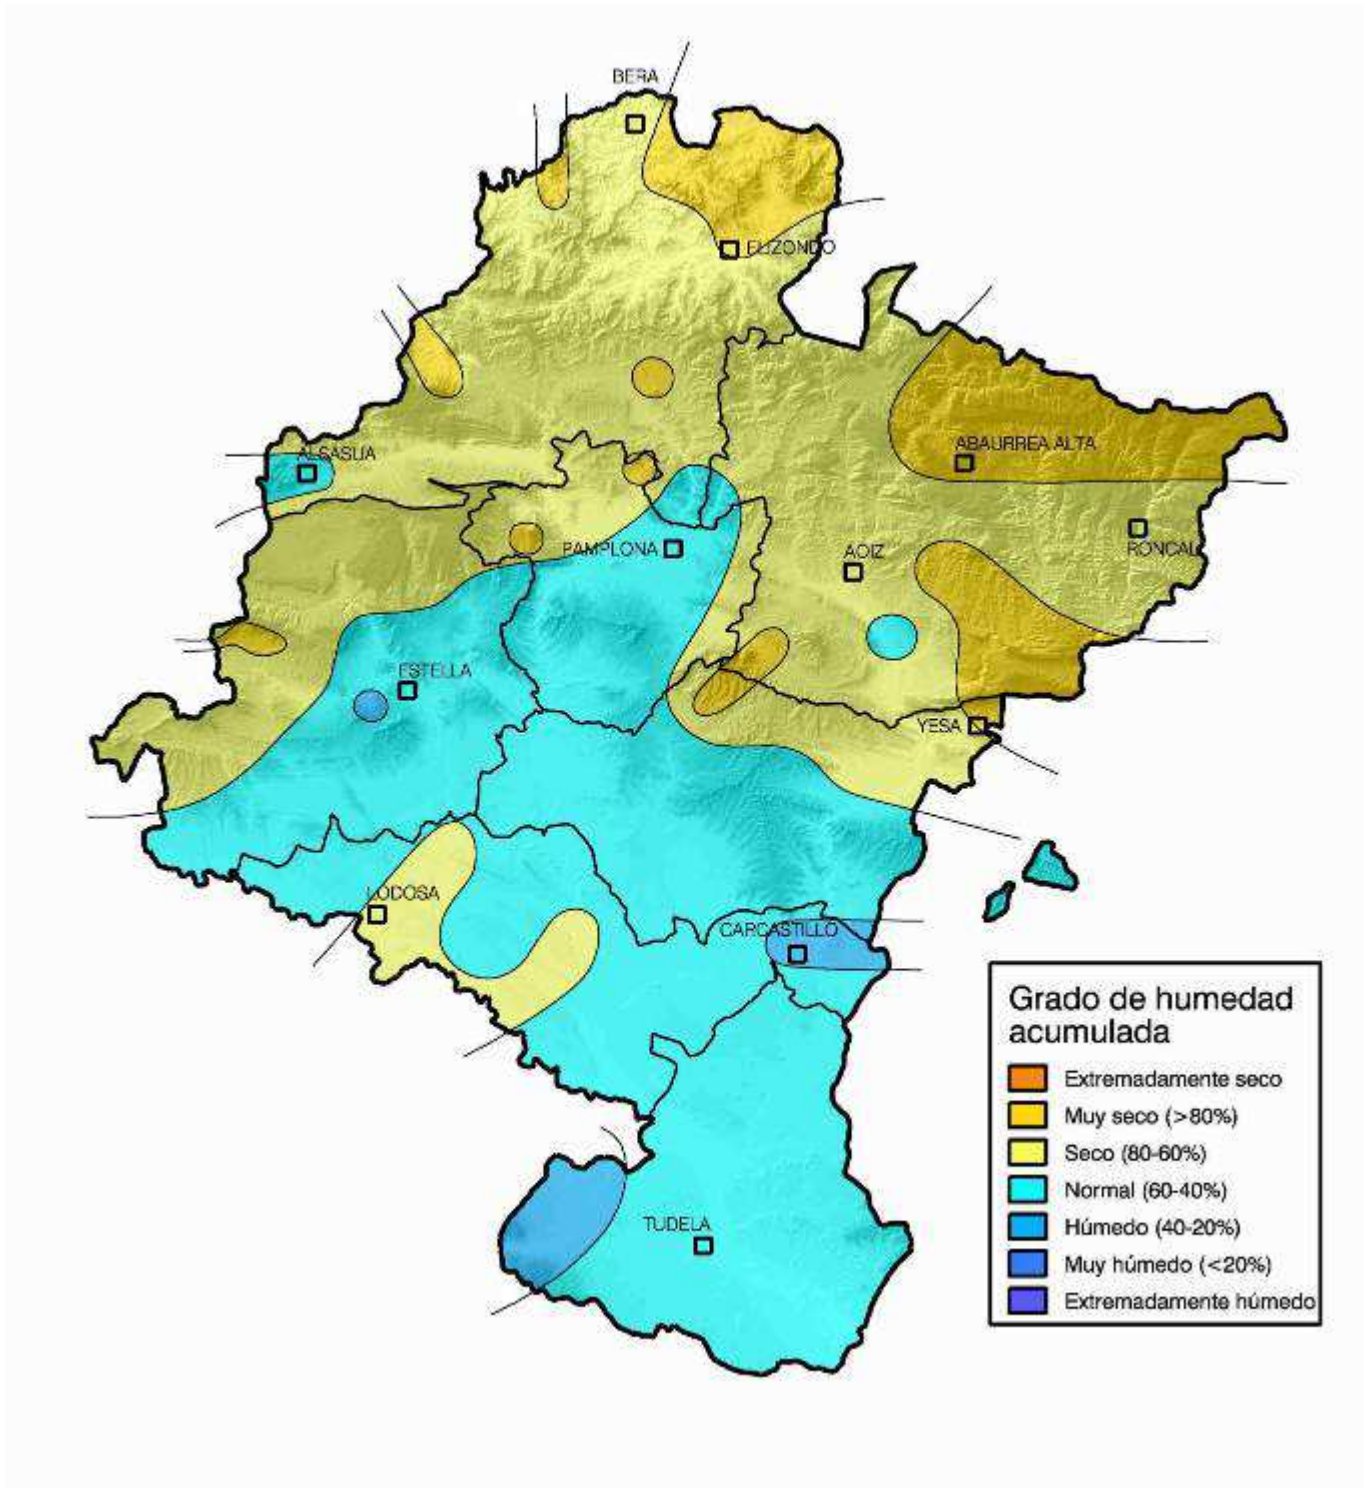 BERA
ELIZONDO
ALSASUA
ABAURREA ALTA
PAMPLONA
AOIZ
RONCAL
ESTELLA
YESA
LODOSA
CARCASTILLO
TUDELA
Grado de humedad
acumulada
Extremadamente seco
Muy seco (>80%)
Seco (80-60%)
Normal (60-40%)
Húmedo (40-20%)
Muy húmedo (<20%)
Extremadamente húmedo